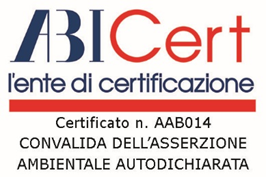 ABICert
l'ente di certificazione
Certificato n. AAB014
CONVALIDA DELL'ASSERZIONE
AMBIENTALE AUTODICHIARATA